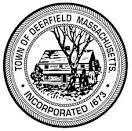 TOWN OF DEERFIELD MASSACHUSETTS.
INCORPORATED 1673